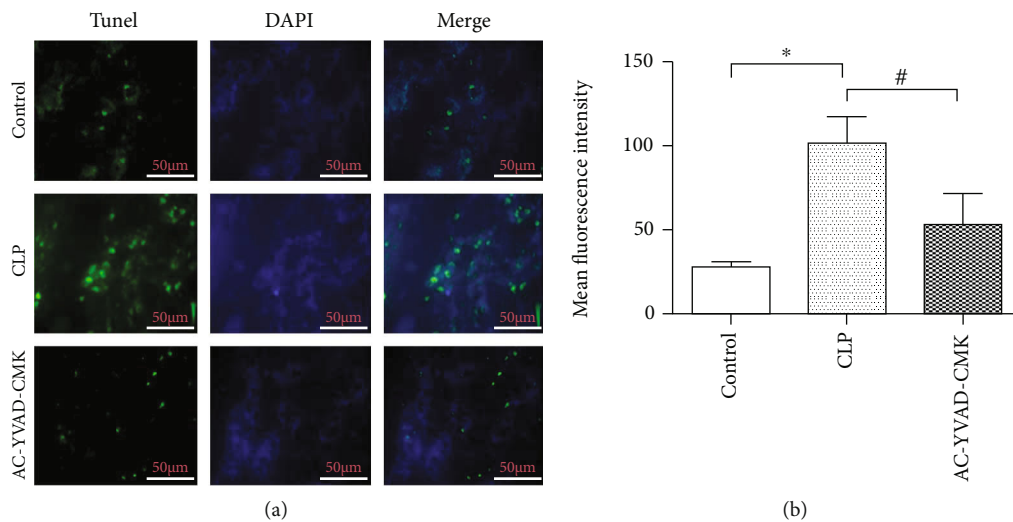 Tunel DAPI Merge
Control
50μm 50μm 50μm
CLP
50μm 50μm 50μm
AC-YVAD-CMK
50μm 50μm 50μm
(a)
Mean fluorescence intensity
150
100
50
0
*
#
Control
CLP
AC-YVAD-CMK
(b)